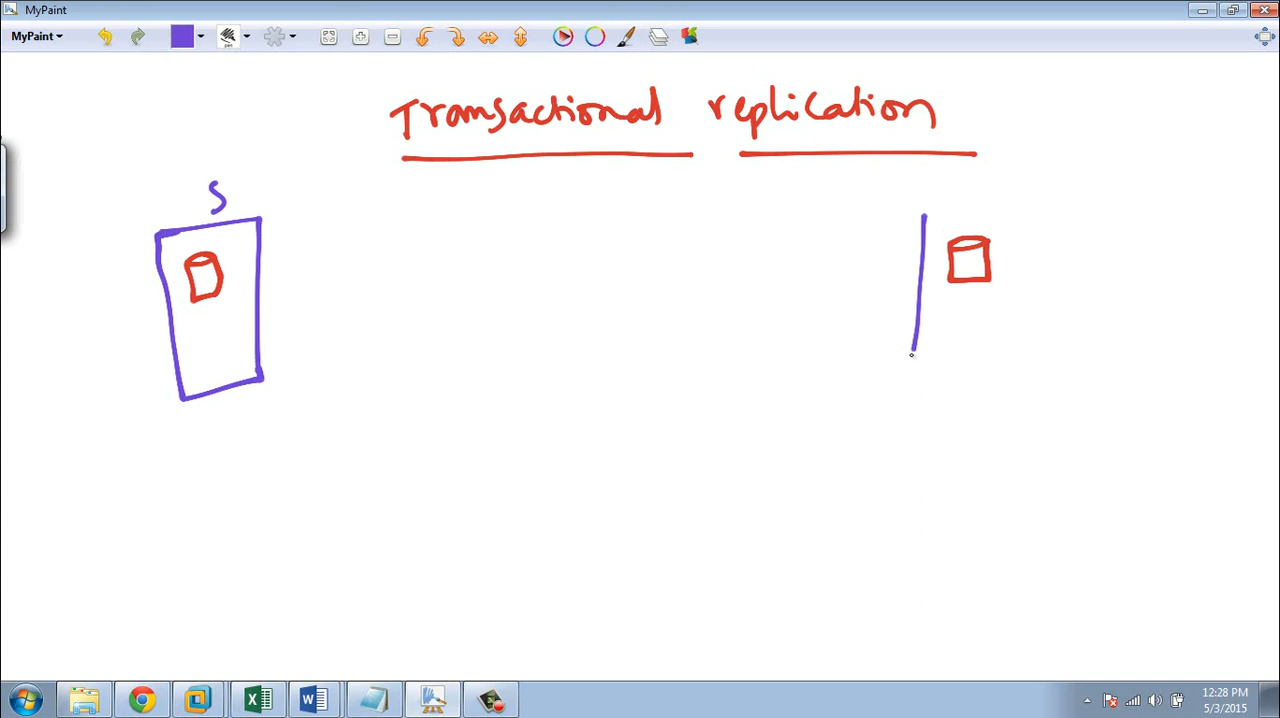 MyPaint
MyPaint
Transactional replication
S
12:28 PM
5/3/2015